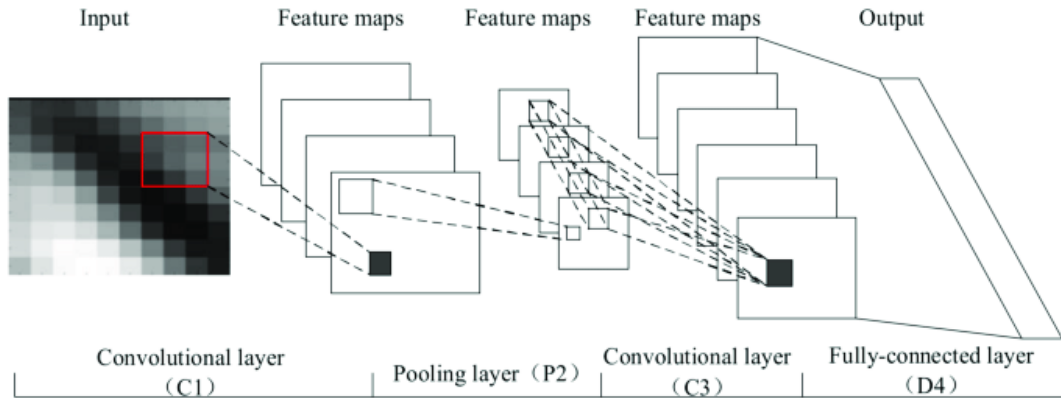 Input
Feature maps
Feature maps
Feature maps
Output
Convolutional layer
（C1）
Pooling layer（P2）
Convolutional layer
（C3）
Fully-connected layer
（D4）